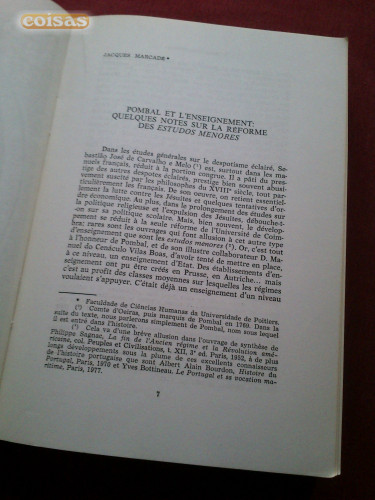 coisas
JACQUES MARCADÉ *
POMBAL ET L'ENSEIGNEMENT:
QUELQUES NOTES SUR LA RÉFORME
DES ESTUDOS MENORES
Dans les études générales sur le despotisme éclairé, Se-
bastião José de Carvalho e Melo (¹) est, surtout dans les ma-
nuels français, réduit à la portion congrue. Il a pâti du pres-
tige des autres despotes éclairés, prestige bien souvent abusi-
vement nourri par les philosophes du XVIIIᵉ siècle, tout par-
ticulièrement les français. De son oeuvre, on retient essentiel-
lement la lutte contre les Jésuites et quelques tentatives d'or-
dre économique. Au plus, dans le prolongement des études sur
la politique religieuse et l'expulsion des Jésuites, débouche-t-
-on sur sa politique scolaire. Mais, bien souvent, le domaine
se réduit à la seule réforme de l'Université de Coim-
bra; rares sont les ouvrages qui font allusion à cet autre type
d'enseignement que sont les estudos menores (²). Or, c'est tout
à l'honneur de Pombal, et de son illustre collaborateur D. Ma-
nuel do Cenáculo Vilas Boas, d'avoir tenté de mettre en place,
à ce niveau, un enseignement d'Etat. Des établissements d'en-
seignement ont pu être créés en Prusse, en Autriche... mais
c'est au profit des classes moyennes sur lesquelles les régimes
voulaient s'appuyer. C'était déjà un enseignement d'un niveau
* Faculdade de Ciências Humanas da Universidade de Poitiers.
(¹) Comte d'Oeiras, puis marquis de Pombal en 1769. Dans la
suite du texte, nous parlerons simplement de Pombal, nom sous lequel
il est entré dans l'histoire.
(²) Cela va d'une brève allusion dans l'ouvrage de synthèse de
Philippe Sagnac, La fin de l'Ancien régime et la Révolution amé-
ricaine, col. Peuples et Civilisations, t. XII, 3ᵉ ed. Paris, 1952, à de plus
longs développements sous la plume de ces excellents connaisseurs
de l'histoire portugaise que sont Albert Alain Bourdon, Histoire du
Portugal, Paris, 1970 et Yves Bottineau. Le Portugal et sa vocation ma-
ritime, Paris, 1977.
7